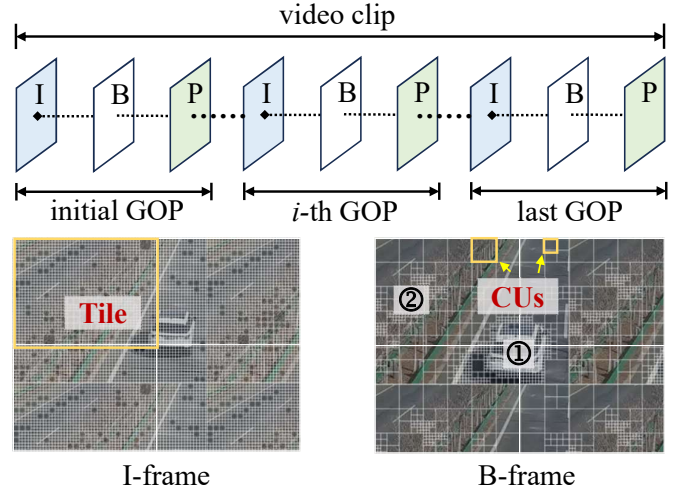 video clip
I B P I B P I B P
initial GOP i-th GOP last GOP
Tile
② CUs
①
I-frame B-frame